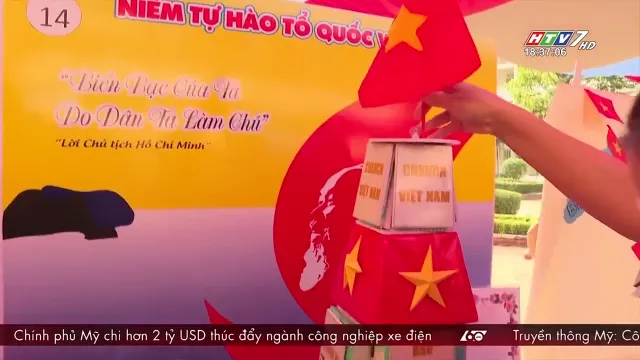 14
NIỀM TỰ HÀO TỔ QUỐC V
HTV7 HD
18:37:06
"Biển Bạc Của Ta
Do Dân Ta Làm Chủ"
"Lời Chủ tịch Hồ Chí Minh"
VIỆT NAM
Chính phủ Mỹ chi hơn 2 tỷ USD thúc đẩy ngành công nghiệp xe điện
Truyền thông Mỹ: Cô